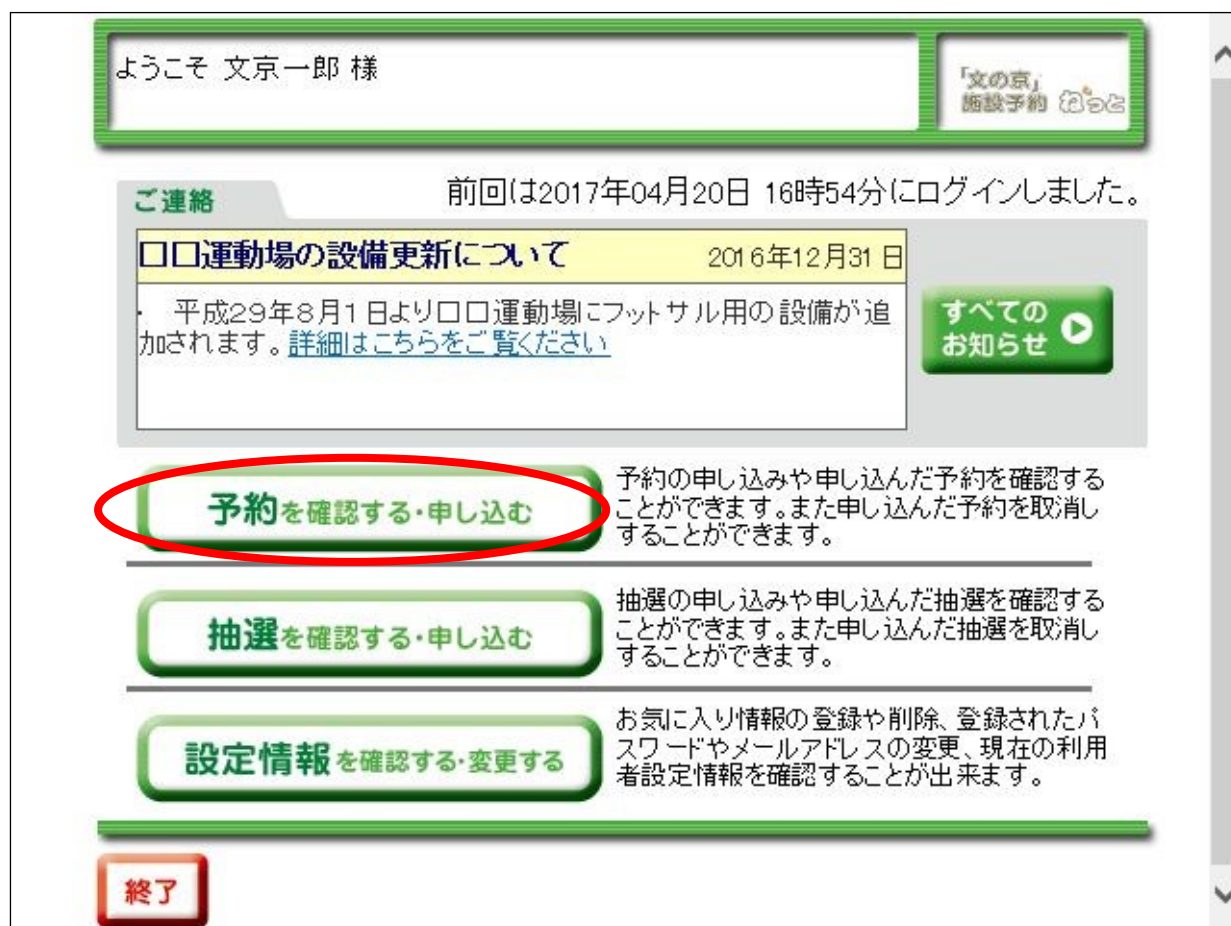 ようこそ 文京一郎 様
「文の京」
施設予約 ねっと
ご連絡
前回は2017年04月20日 16時54分にログインしました。
口口運動場の設備更新について 2016年12月31日
・ 平成29年8月1日より口口運動場にフットサル用の設備が追
加されます。詳細はこちらをご覧ください
すべての
お知らせ
予約を確認する・申し込む
予約の申し込みや申し込んだ予約を確認する
ことができます。また申し込んだ予約を取消し
することができます。
抽選を確認する・申し込む
抽選の申し込みや申し込んだ抽選を確認する
ことができます。また申し込んだ抽選を取消し
することができます。
設定情報を確認する・変更する
お気に入り情報の登録や削除、登録されたパ
スワードやメールアドレスの変更、現在の利用
者設定情報を確認することが出来ます。
終了